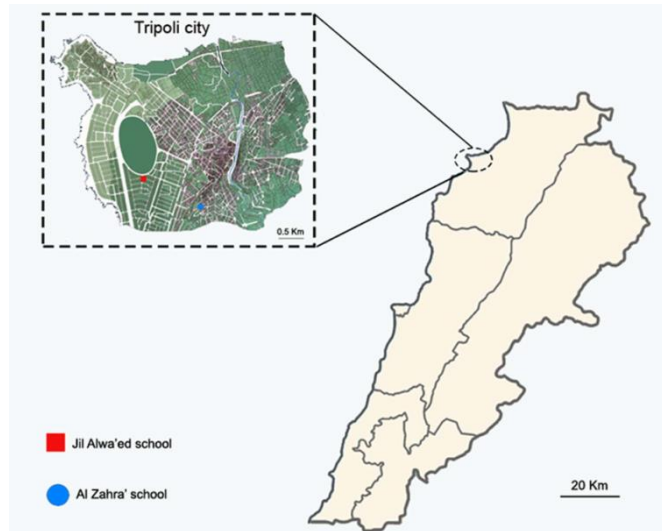 Tripoli city
0.5 Km
Jil Alwa'ed school
Al Zahra' school
20 Km